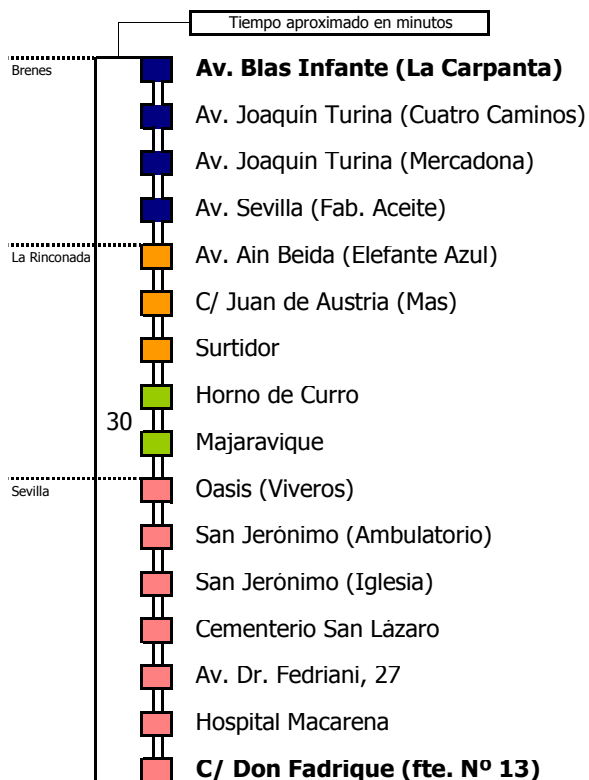 Tiempo aproximado en minutos
Brenes
Av. Blas Infante (La Carpanta)
Av. Joaquín Turina (Cuatro Caminos)
Av. Joaquín Turina (Mercadona)
Av. Sevilla (Fab. Aceite)
La Rinconada
Av. Ain Beida (Elefante Azul)
C/ Juan de Austria (Mas)
Surtidor
Horno de Curro
30
Majaravique
Sevilla
Oasis (Viveros)
San Jerónimo (Ambulatorio)
San Jerónimo (Iglesia)
Cementerio San Lázaro
Av. Dr. Fedriani, 27
Hospital Macarena
C/ Don Fadrique (fte. Nº 13)